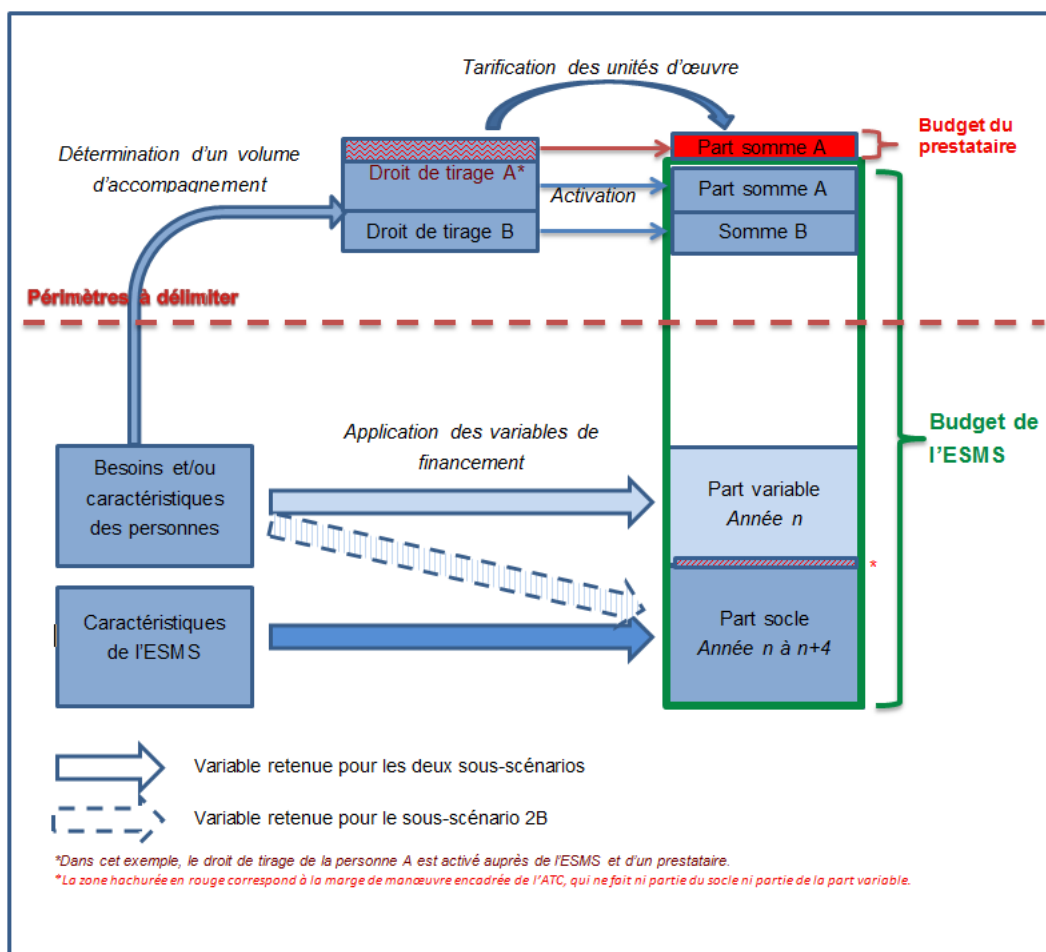 Tarification des unités d'œuvre
Détermination d'un volume
d'accompagnement
Droit de tirage A*
Droit de tirage B
Activation
Part somme A
Part somme A
Somme B
Budget du
prestataire
Périmètres à délimiter
Besoins et/ou
caractéristiques
des personnes
Application des variables de
financement
Part variable
Année n
*
Budget de
l'ESMS
Caractéristiques
de l'ESMS
Part socle
Année n à n+4
Variable retenue pour les deux sous-scénarios
Variable retenue pour le sous-scénario 2B
*Dans cet exemple, le droit de tirage de la personne A est activé auprès de l'ESMS et d'un prestataire.
*La zone hachurée en rouge correspond à la marge de manœuvre encadrée de l'ATC, qui ne fait ni partie du socle ni partie de la part variable.